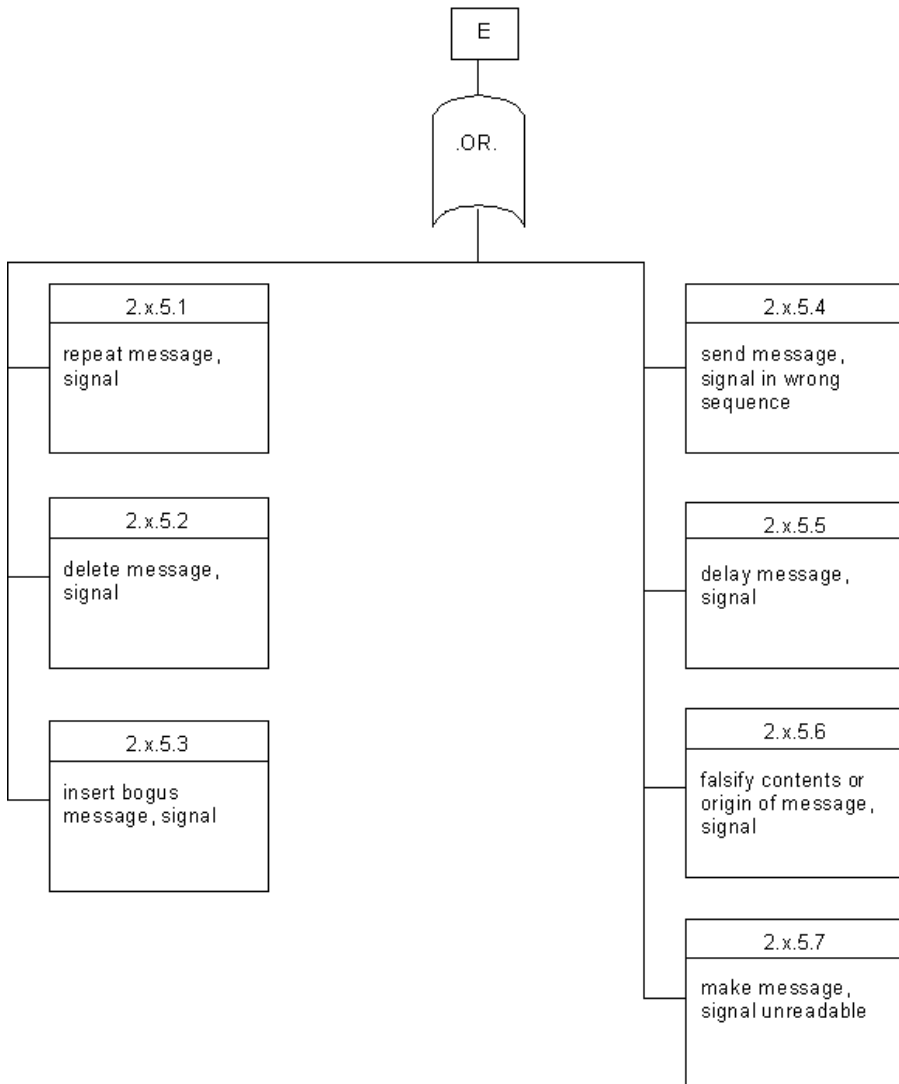 E
.OR.
2.x.5.1
repeat message,
signal
2.x.5.2
delete message,
signal
2.x.5.3
insert bogus
message, signal
2.x.5.4
send message,
signal in wrong
sequence
2.x.5.5
delay message,
signal
2.x.5.6
falsify contents or
origin of message,
signal
2.x.5.7
make message,
signal unreadable